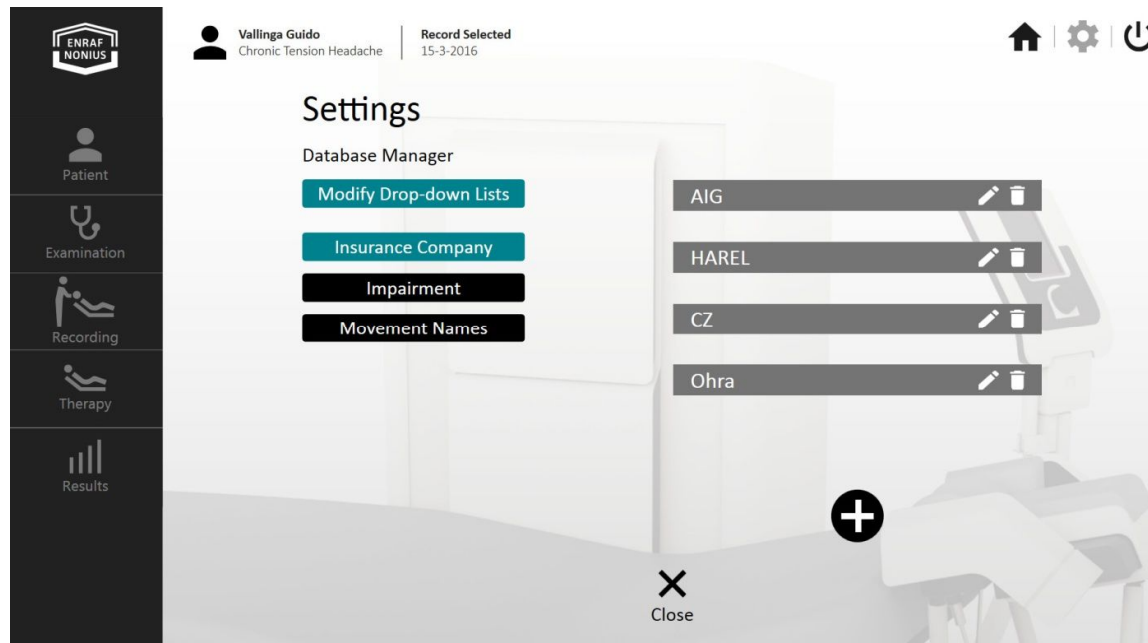 ENRAF
NONIUS
Vallinga Guido
Chronic Tension Headache
Record Selected
15-3-2016
Patient
Examination
Recording
Therapy
Results
Settings
Database Manager
Modify Drop-down Lists
Insurance Company
Impairment
Movement Names
AIG
HAREL
CZ
Ohra
Close